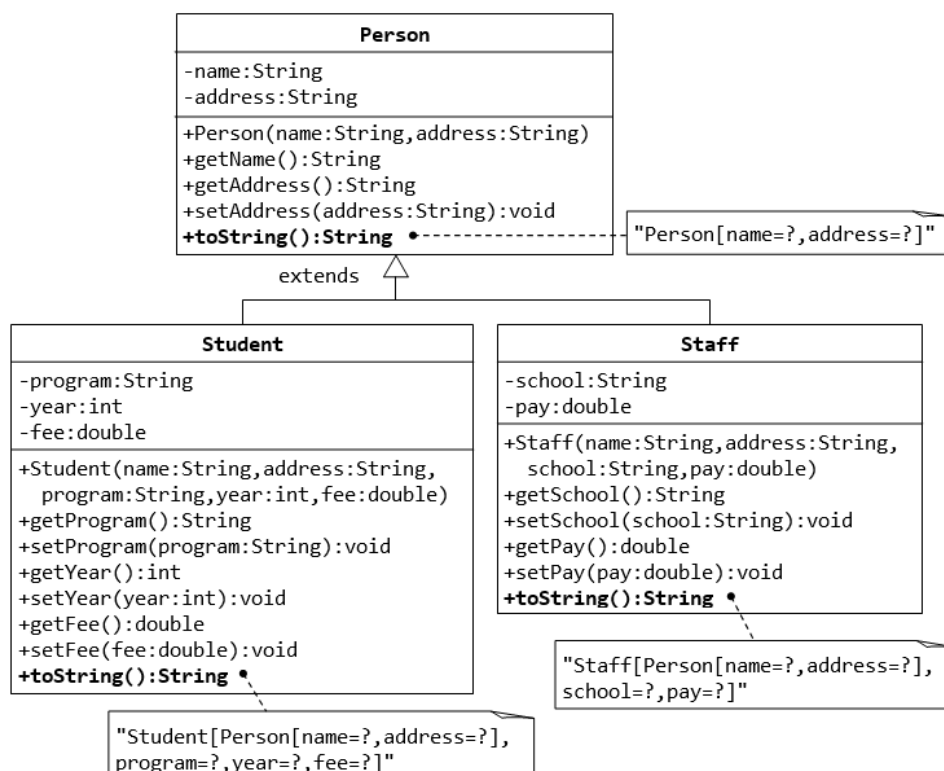 Person
-name:String
-address:String
+Person(name:String,address:String)
+getName():String
+getAddress():String
+setAddress(address:String):void
+toString():String
"Person[name=?,address=?]"
extends
Student
-program:String
-year:int
-fee:double
+Student(name:String,address:String,
program:String,year:int,fee:double)
+getProgram():String
+setProgram(program:String):void
+getYear():int
+setYear(year:int):void
+getFee():double
+setFee(fee:double):void
+toString():String
"Student[Person[name=?,address=?],
program=?,year=?,fee=?]"
Staff
-school:String
-pay:double
+Staff(name:String,address:String,
school:String,pay:double)
+getSchool():String
+setSchool(school:String):void
+getPay():double
+setPay(pay:double):void
+toString():String
"Staff[Person[name=?,address=?],
school=?,pay=?]"